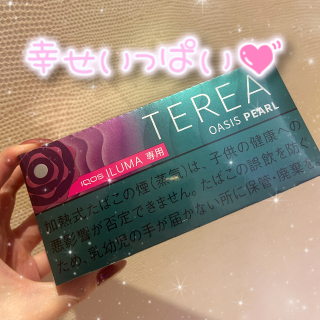 幸せいっぱい
TEREA
OASIS PEARL
IQOS ILUMA 専用
加熱式たばこの煙(蒸気)は、子供の健康への
悪影響が否定できません。たばこの誤飲を防ぐ
ため、乳幼児の手が届かない所に保管・廃棄